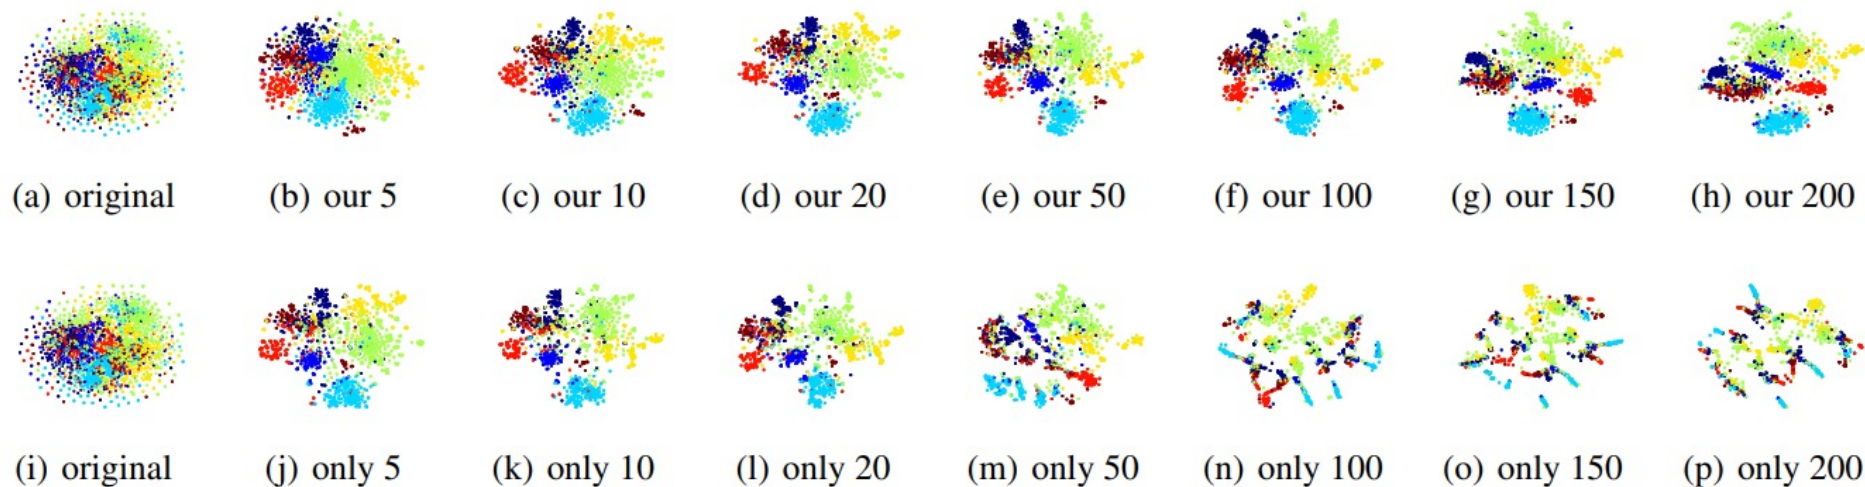 (a) original (b) our 5 (c) our 10 (d) our 20 (e) our 50 (f) our 100 (g) our 150 (h) our 200
(i) original (j) only 5 (k) only 10 (l) only 20 (m) only 50 (n) only 100 (o) only 150 (p) only 200